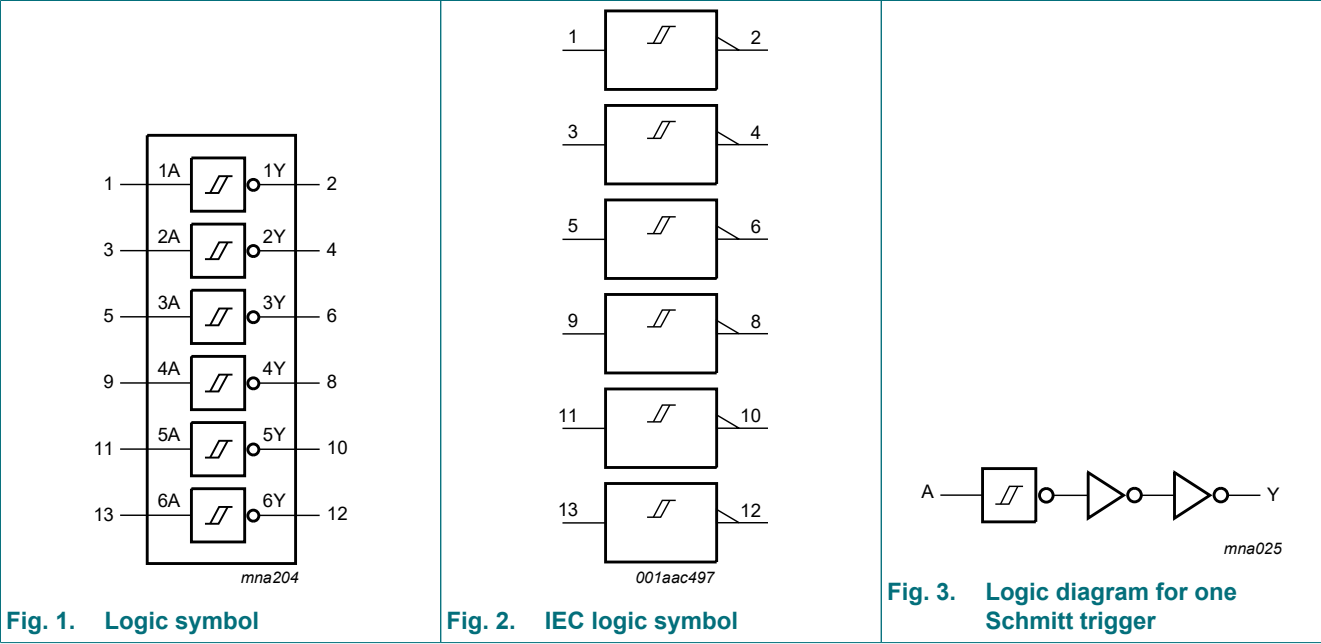 1 1A 1Y 2
3 2A 2Y 4
5 3A 3Y 6
9 4A 4Y 8
11 5A 5Y 10
13 6A 6Y 12
mna204
Fig. 1. Logic symbol
1 2
3 4
5 6
9 8
11 10
13 12
001aac497
Fig. 2. IEC logic symbol
A Y
mna025
Fig. 3. Logic diagram for one
Schmitt trigger